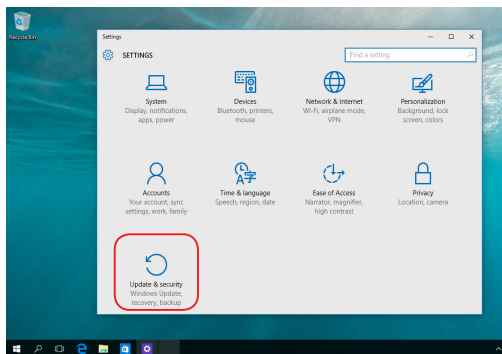 Recycle Bin
Settings
SETTINGS
Find a setting
System
Display, notifications,
apps, power
Devices
Bluetooth, printers,
mouse
Network & Internet
Wi-Fi, airplane mode,
VPN
Personalization
Background, lock
screen, colors
Accounts
Your account, sync
settings, work, family
Time & language
Speech, region, date
Ease of Access
Narrator, magnifier,
high contrast
Privacy
Location, camera
Update & security
Windows Update,
recovery, backup